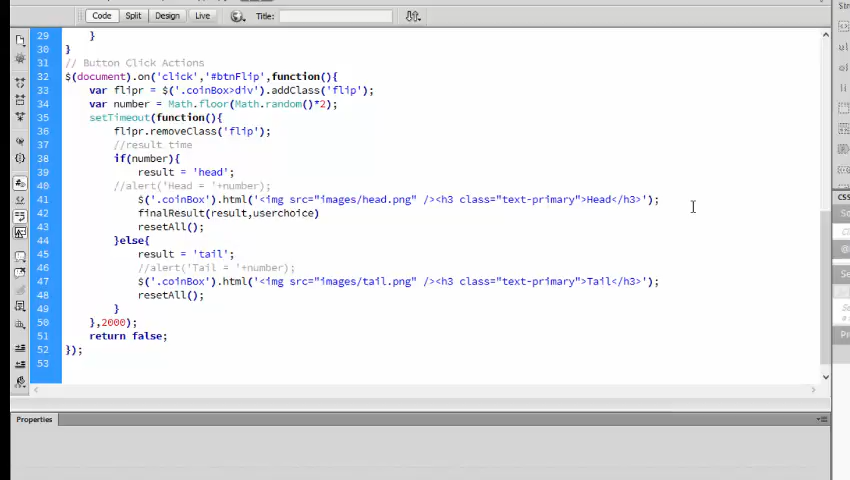 Code Split Design Live Title:
29 }
30 }
31 // Button Click Actions
32 $(document).on('click','#btnFlip',function(){
33 var flipr = $('.coinBox>div').addClass('flip');
34 var number = Math.floor(Math.random()*2);
35 setTimeout(function(){
36 flipr.removeClass('flip');
37 //result time
38 if(number){
39 result = 'head';
40 //alert('Head = '+number);
41 $('.coinBox').html('<img src="images/head.png" /><h3 class="text-primary">Head</h3>');
42 finalResult(result,userchoice)
43 resetAll();
44 }else{
45 result = 'tail';
46 //alert('Tail = '+number);
47 $('.coinBox').html('<img src="images/tail.png" /><h3 class="text-primary">Tail</h3>');
48 resetAll();
49 }
50 },2000);
51 return false;
52 });
53
Properties
CSS